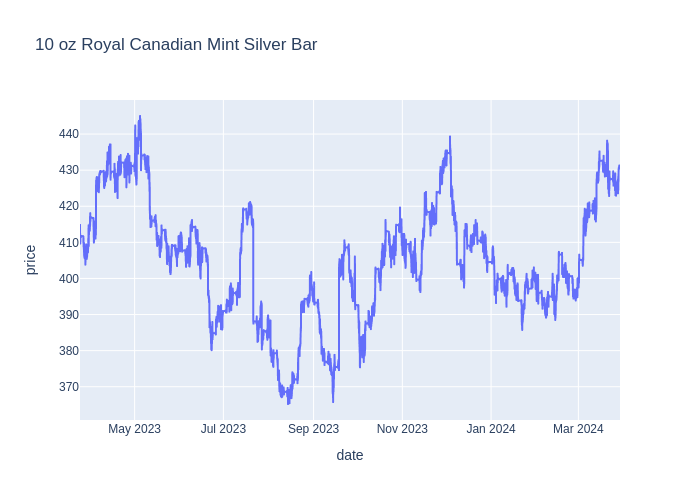 10 oz Royal Canadian Mint Silver Bar
price
440
430
420
410
400
390
380
370
May 2023 Jul 2023 Sep 2023 Nov 2023 Jan 2024 Mar 2024
date